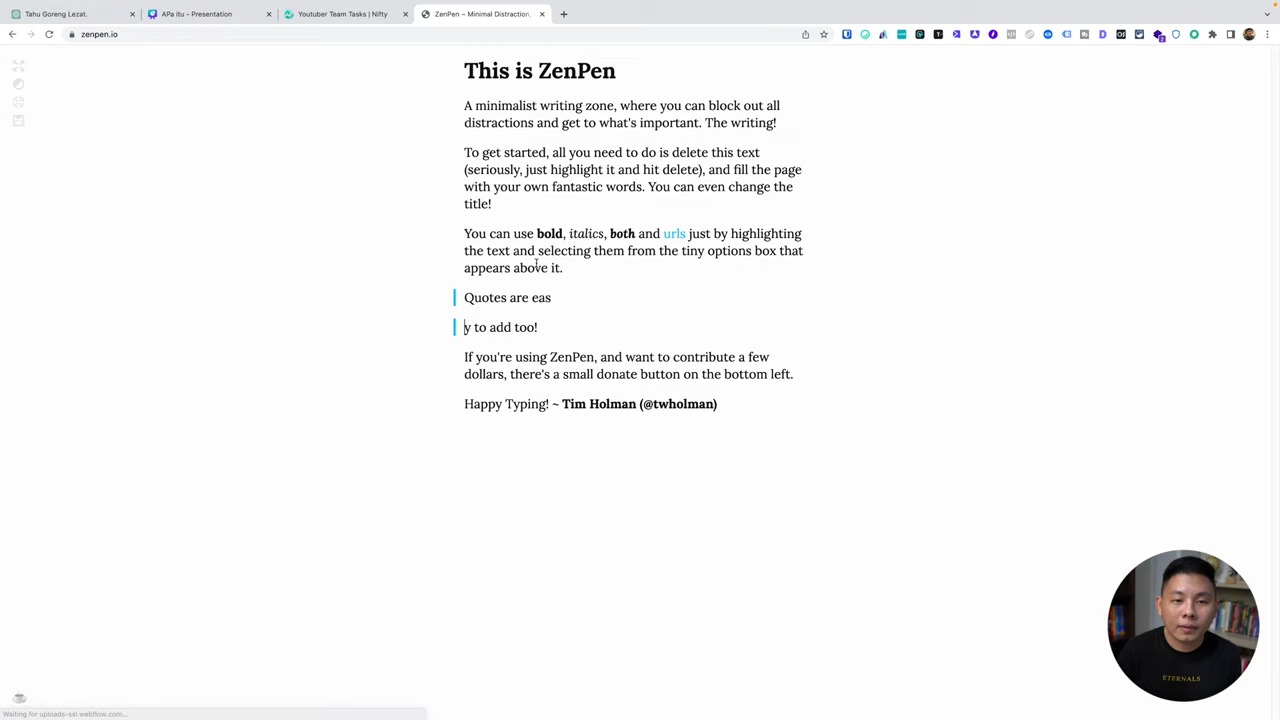 Tahu Goreng Lezat.
APa itu - Presentation
Youtuber Team Tasks | Nifty
ZenPen ~ Minimal Distraction,
zenpen.io
This is ZenPen
A minimalist writing zone, where you can block out all
distractions and get to what's important. The writing!
To get started, all you need to do is delete this text
(seriously, just highlight it and hit delete), and fill the page
with your own fantastic words. You can even change the
title!
You can use bold, italics, both and urls just by highlighting
the text and selecting them from the tiny options box that
appears above it.
Quotes are eas
y to add too!
If you're using ZenPen, and want to contribute a few
dollars, there's a small donate button on the bottom left.
Happy Typing! ~ Tim Holman (@twholman)
ETERNALS
Waiting for uploads-ssl.webflow.com...